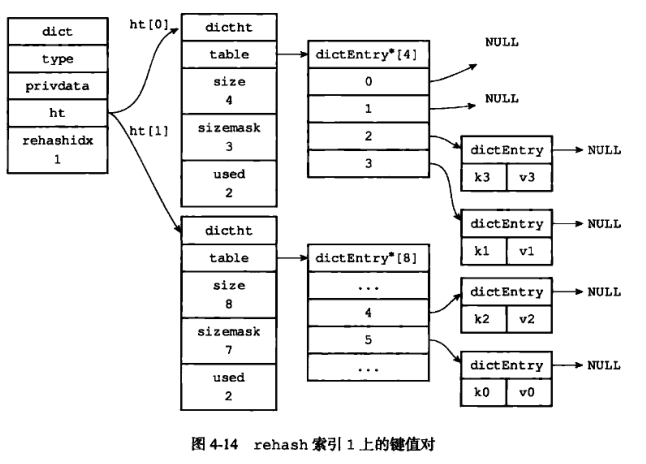 dict
type
privdata
ht
rehashidx
1
ht[0]
ht[1]
dictht
table
size
4
sizemask
3
used
2
dictht
table
size
8
sizemask
7
used
2
dictEntry*[4]
0
1
2
3
NULL
NULL
dictEntry
NULL
k3 v3
dictEntry
NULL
k1 v1
dictEntry*[8]
...
4
5
...
dictEntry
NULL
k2 v2
dictEntry
NULL
k0 v0
图 4-14 rehash 索引 1 上的键值对